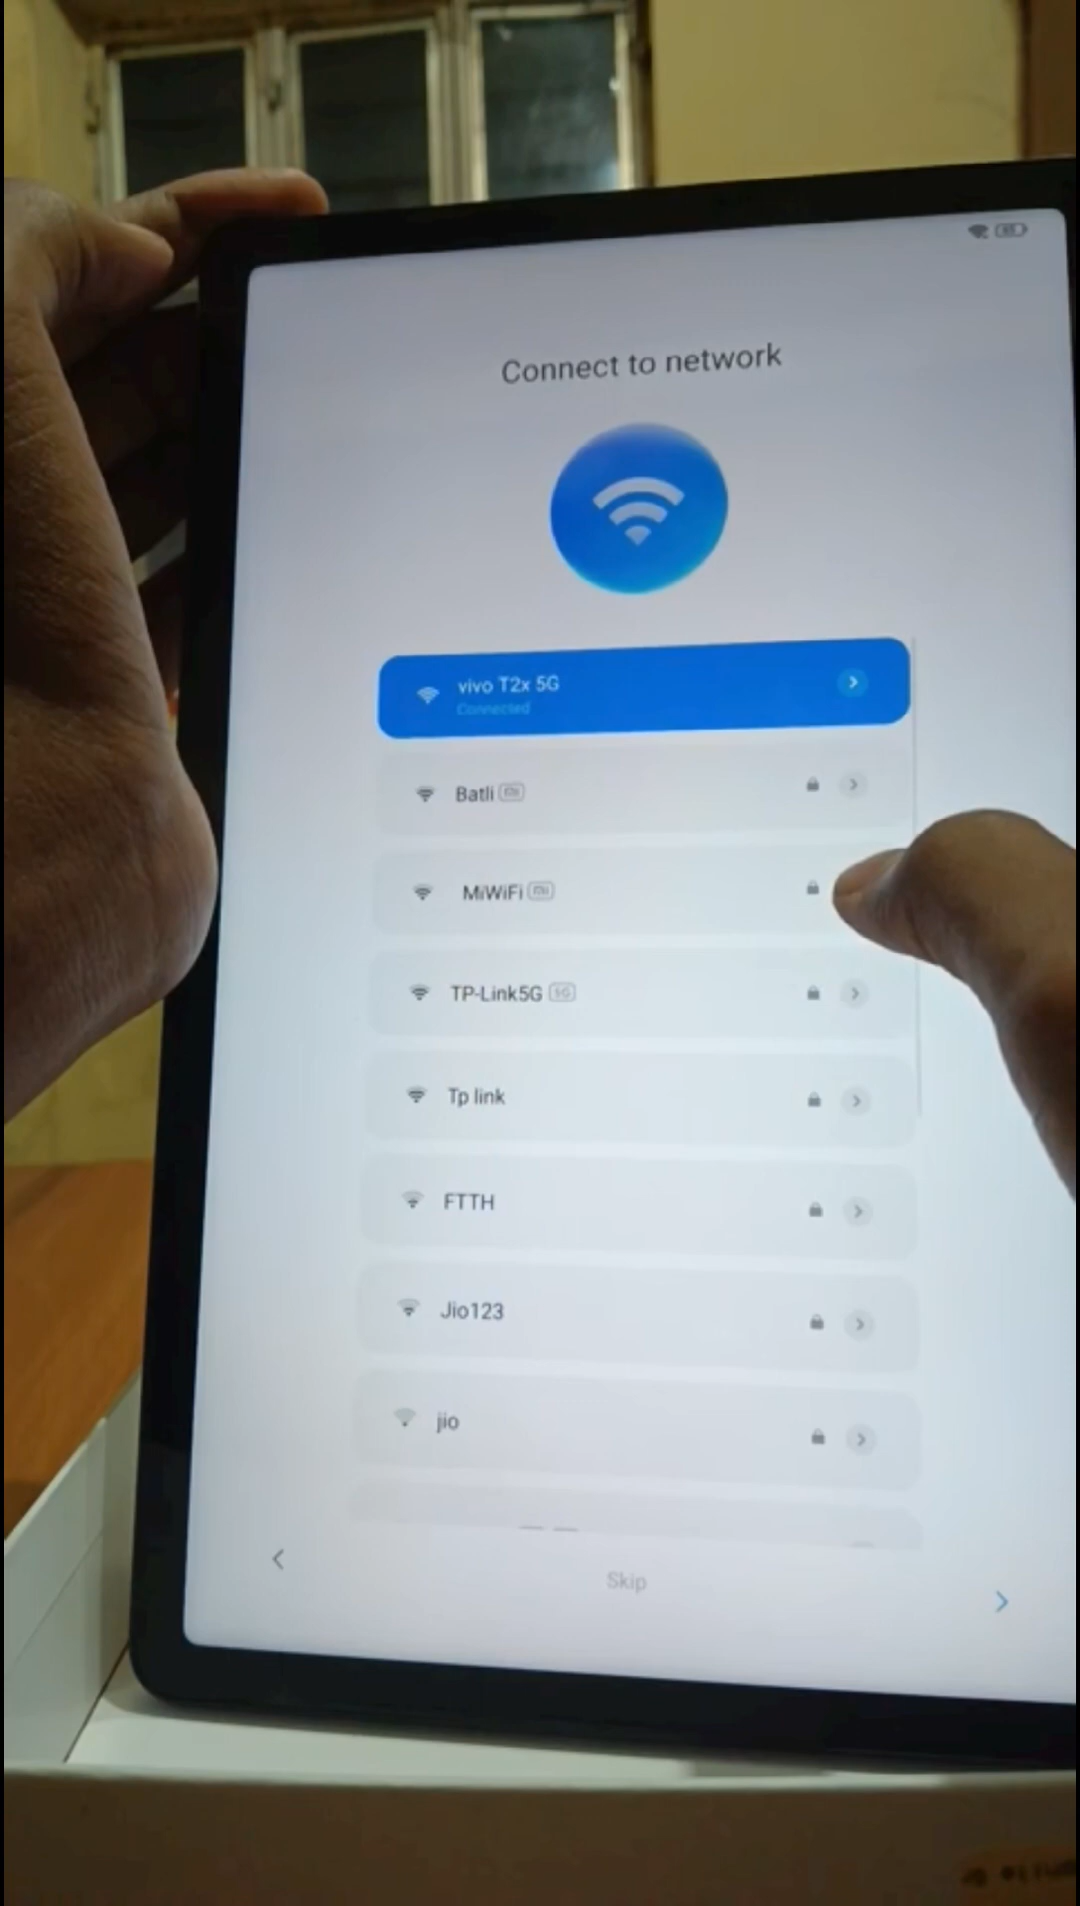 Connect to network
vivo T2x 5G
Connected
Batli
MiWiFi
TP-Link5G 5G
Tp link
FTTH
Jio123
jio
Skip